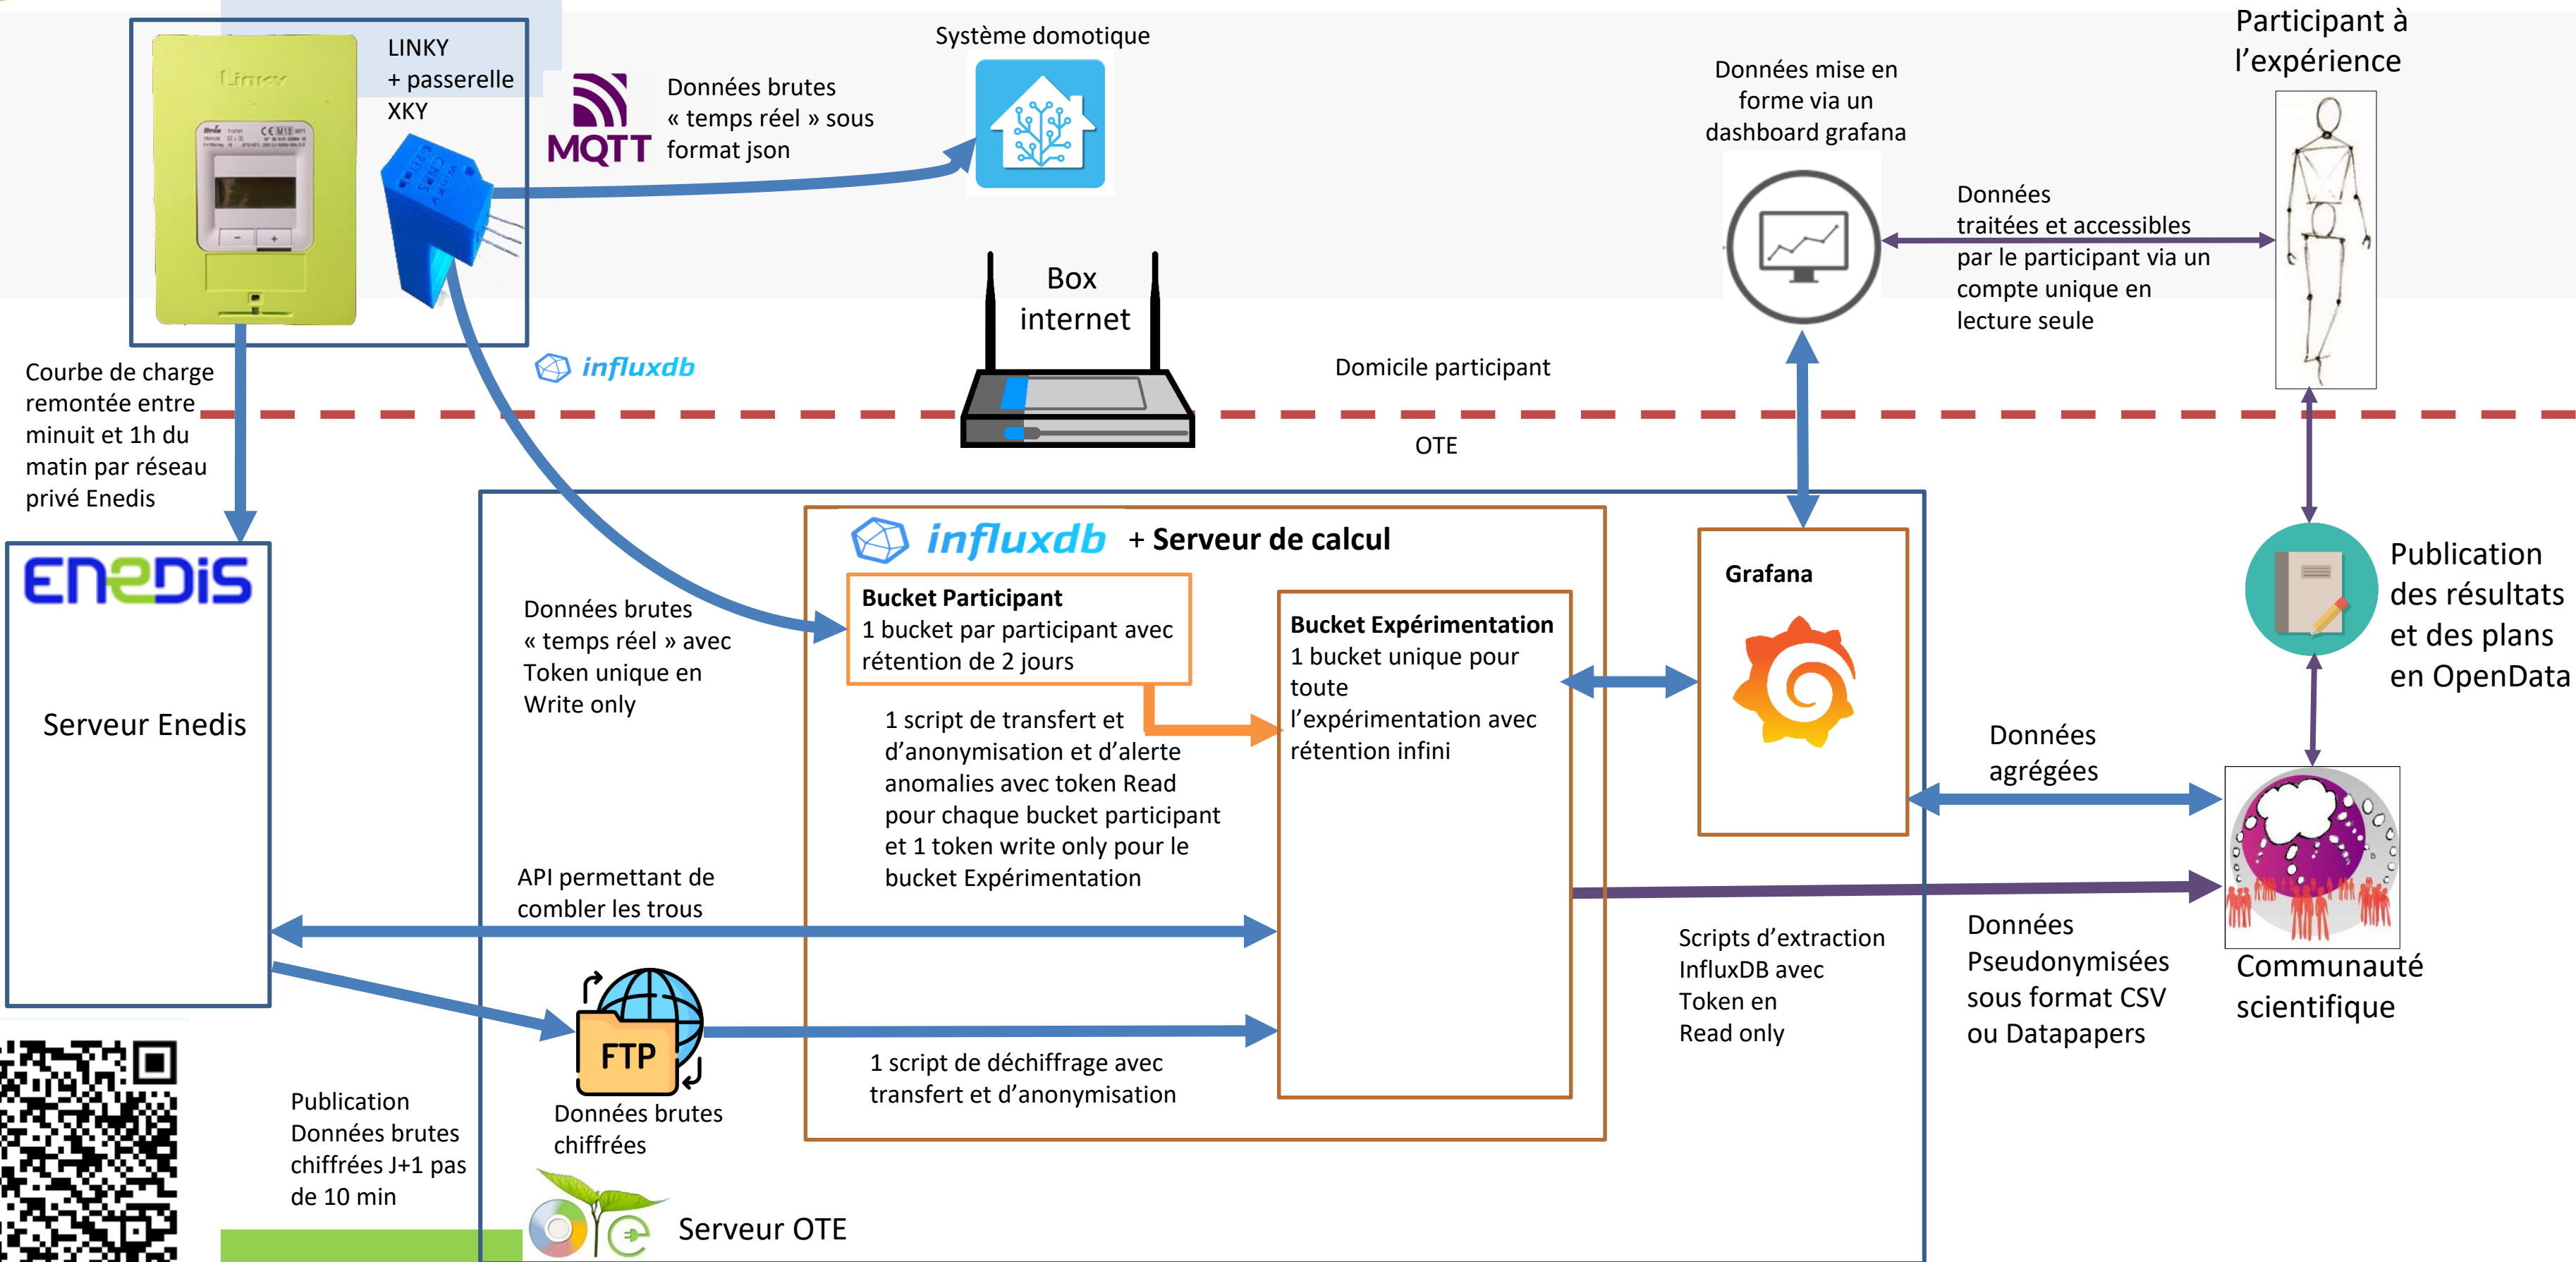 Linky
LINKY
+ passerelle
XKY
MQTT
Données brutes
« temps réel » sous
format json
Système domotique
Données mise en
forme via un
dashboard grafana
Participant à
l’expérience
Données
traitées et accessibles
par le participant via un
compte unique en
lecture seule
Box
internet
influxdb
Domicile participant
OTE
Courbe de charge
remontée entre
minuit et 1h du
matin par réseau
privé Enedis
ENEDIS
Serveur Enedis
Données brutes
« temps réel » avec
Token unique en
Write only
influxdb + Serveur de calcul
Bucket Participant
1 bucket par participant avec
rétention de 2 jours
1 script de transfert et
d’anonymisation et d’alerte
anomalies avec token Read
pour chaque bucket participant
et 1 token write only pour le
bucket Expérimentation
Bucket Expérimentation
1 bucket unique pour
toute
l’expérimentation avec
rétention infini
Grafana
Publication
des résultats
et des plans
en OpenData
Données
agrégées
API permettant de
combler les trous
Scripts d’extraction
InfluxDB avec
Token en
Read only
Données
Pseudonymisées
sous format CSV
ou Datapapers
Communauté
scientifique
FTP
Données brutes
chiffrées
1 script de déchiffrage avec
transfert et d’anonymisation
Publication
Données brutes
chiffrées J+1 pas
de 10 min
Serveur OTE